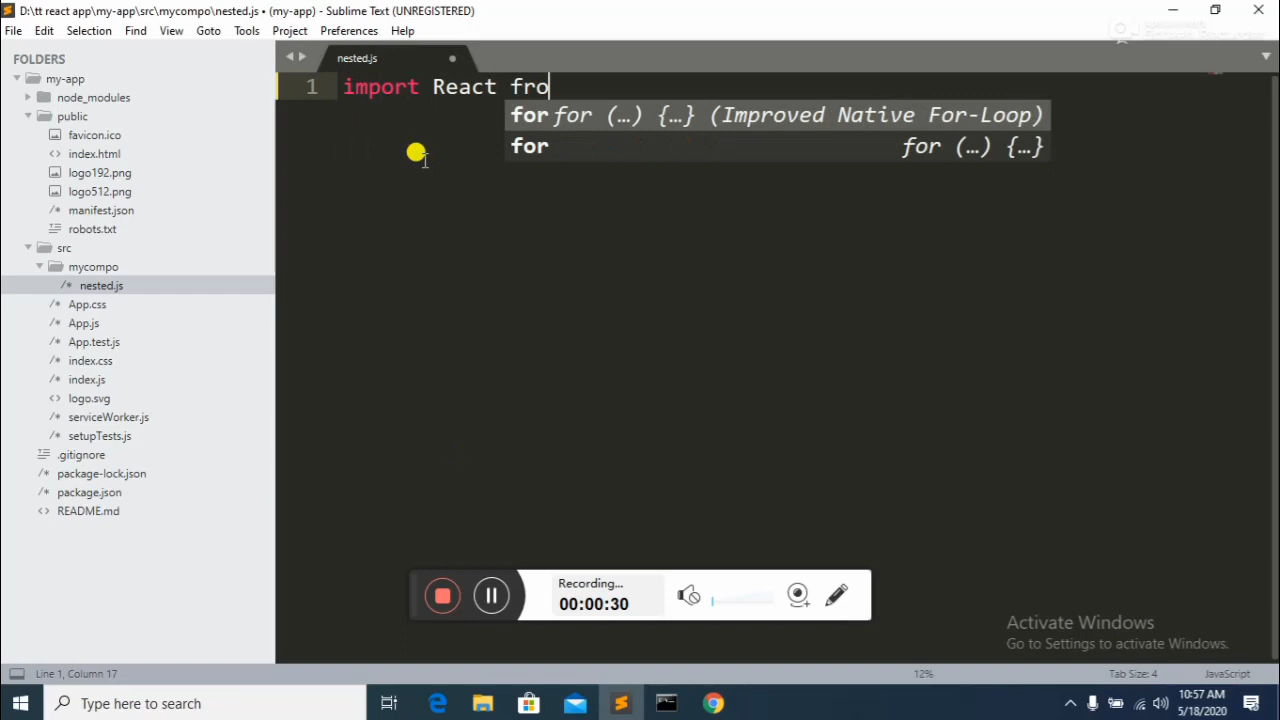 D:\tt react app\my-app\src\mycompo\nested.js • (my-app) - Sublime Text (UNREGISTERED)
File Edit Selection Find View Goto Tools Project Preferences Help
FOLDERS
my-app
node_modules
public
favicon.ico
index.html
logo192.png
logo512.png
manifest.json
robots.txt
src
mycompo
nested.js
App.css
App.js
App.test.js
index.css
index.js
logo.svg
serviceWorker.js
setupTests.js
.gitignore
package-lock.json
package.json
README.md
nested.js
1 import React fro
for for (…) {…} (Improved Native For-Loop)
for for (…) {…}
Recording...
00:00:30
Activate Windows
Go to Settings to activate Windows.
Line 1, Column 17 12% Tab Size: 4 JavaScript
Type here to search
10:57 AM
5/18/2020